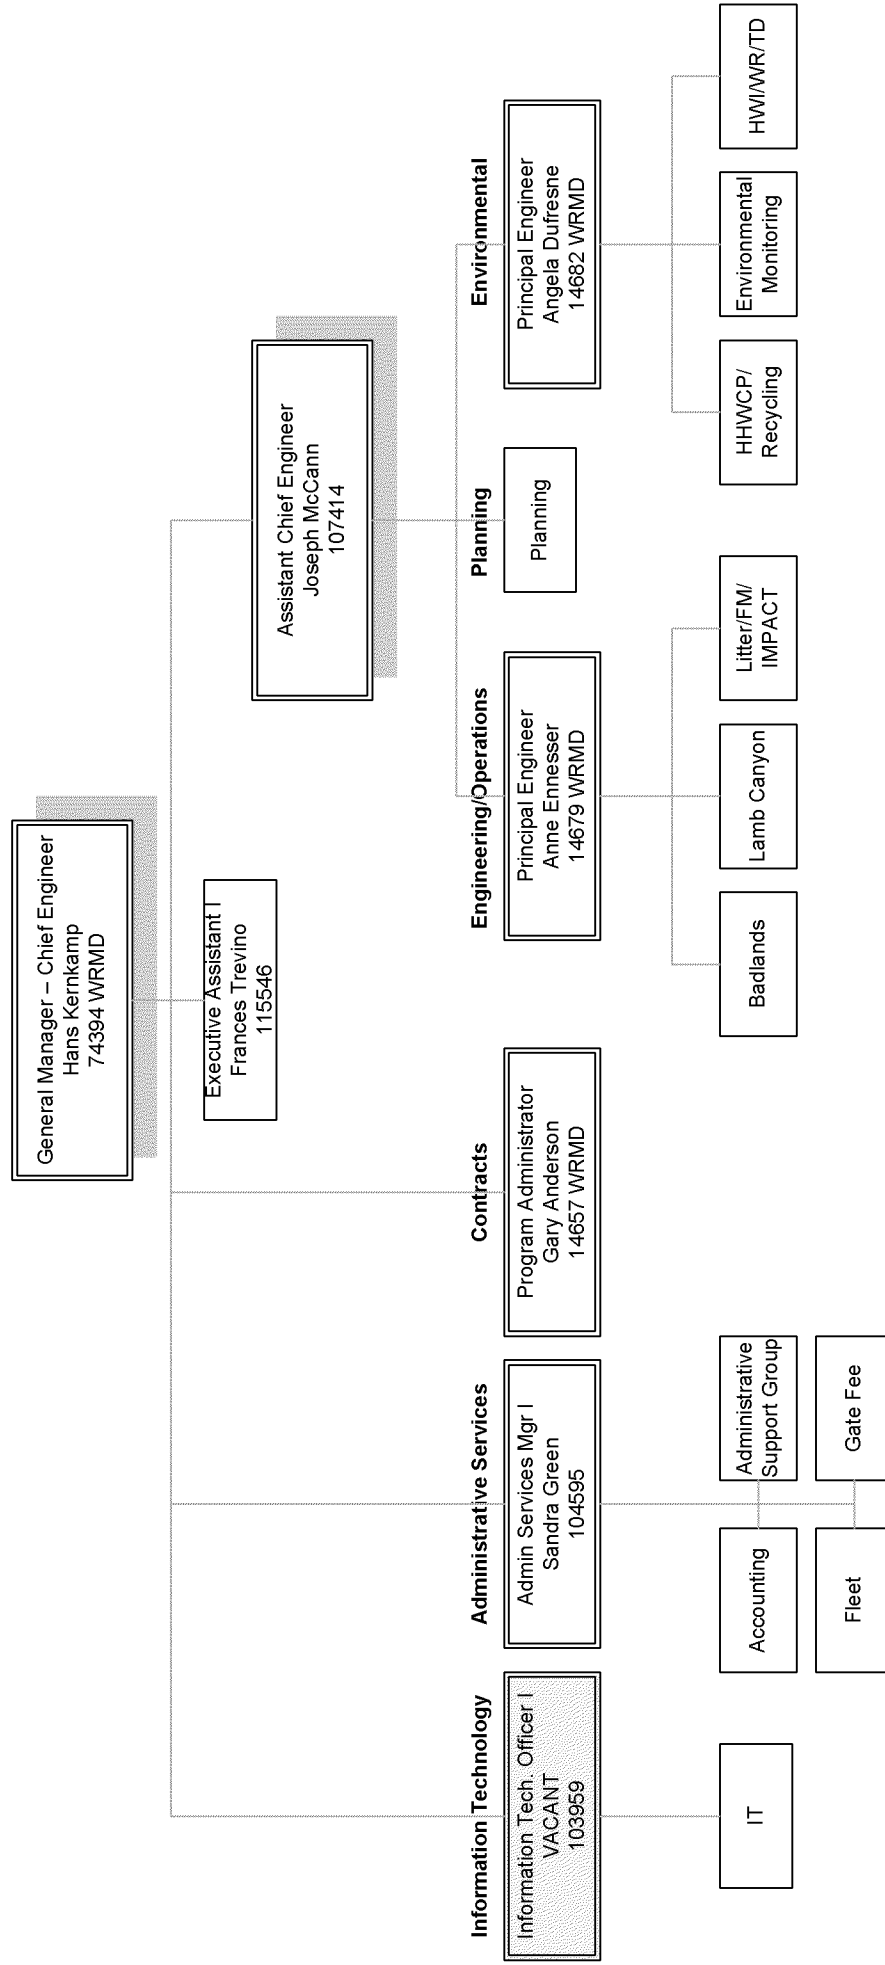 General Manager – Chief Engineer
Hans Kernkamp
74394 WRMD
Executive Assistant I
Frances Trevino
115546
Assistant Chief Engineer
Joseph McCann
107414
Information Technology
Information Tech. Officer I
VACANT
103959
IT
Administrative Services
Admin Services Mgr I
Sandra Green
104595
Accounting
Administrative
Support Group
Fleet
Gate Fee
Contracts
Program Administrator
Gary Anderson
14657 WRMD
Engineering/Operations
Principal Engineer
Anne Ennesser
14679 WRMD
Badlands
Lamb Canyon
Litter/FM/
IMPACT
Planning
Planning
Environmental
Principal Engineer
Angela Dufresne
14682 WRMD
HHWCP/
Recycling
Environmental
Monitoring
HWI/WR/TD